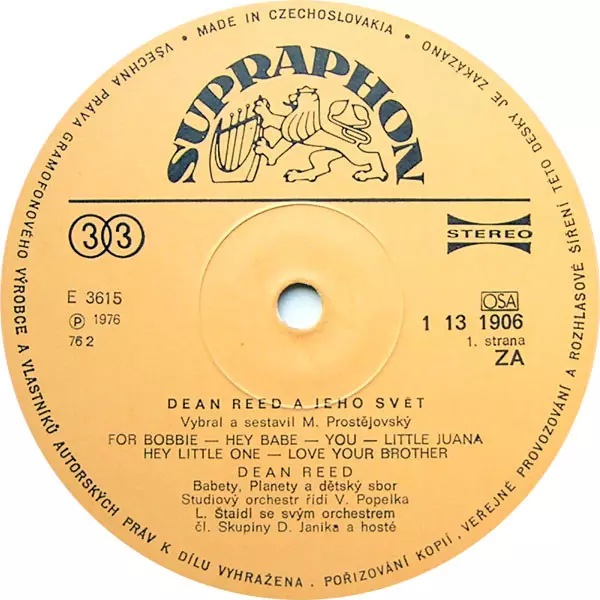 VŠECHNA PRÁVA GRAMOFONOVÉHO VÝROBCE A VLASTNÍKŮ AUTORSKÝCH PRÁV K DÍLU VYHRAŽENA . POŘIZOVÁNÍ KOPIÍ, VEŘEJNÉ PROVOZOVÁNÍ A ROZHLASOVÉ ŠÍŘENÍ TÉTO DESKY JE ZAKÁZÁNO
• MADE IN CZECHOSLOVAKIA •
SUPRAPHON
33
STEREO
E 3615
Ⓟ 1976
76 2
OSA
1 13 1906
1. strana
ZA
DEAN REED A JEHO SVĚT
Vybral a sestavil M. Prostějovský
FOR BOBBIE — HEY BABE — YOU — LITTLE JUANA
HEY LITTLE ONE — LOVE YOUR BROTHER
DEAN REED
Babety, Planety a dětský sbor
Studiový orchestr řídí V. Popelka
L. Štaidl se svým orchestrem
čl. Skupiny D. Janíka a hosté